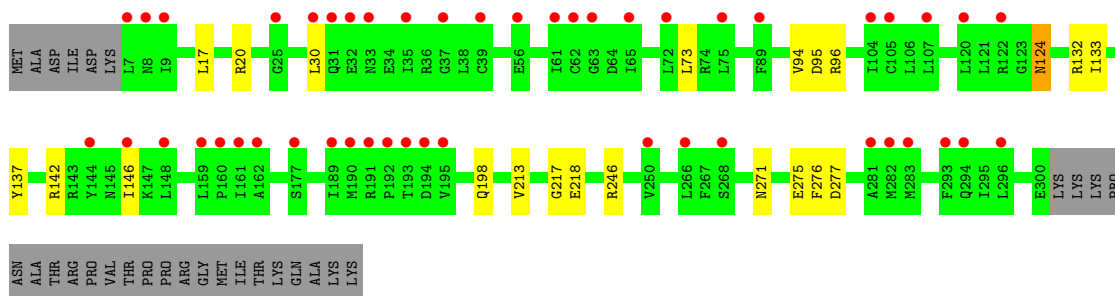 MET ALA ASP ILE ASP LYS L7 N8 I9 L17 R20 G25 L30 Q31 E32 N33 E34 I35 R36 G37 L38 C39 E56 I61 C62 G63 D64 I65 L72 L73 R74 L75 F89 V94 D95 R96 I104 C105 L106 L107 L120 L121 R122 G123 N124 R132 I133
Y137 R142 R143 Y144 N145 I146 K147 L148 L159 P160 I161 A162 S177 I189 M190 R191 P192 T193 D194 V195 Q198 V213 G217 E218 R246 V250 L266 F267 S268 N271 E275 F276 D277 A281 M282 M283 F293 Q294 I295 L296 E300 LYS LYS LYS PRO
ASN ALA THR ARG PRO VAL THR PRO PRO ARG GLY MET ILE THR LYS GLN ALA LYS LYS